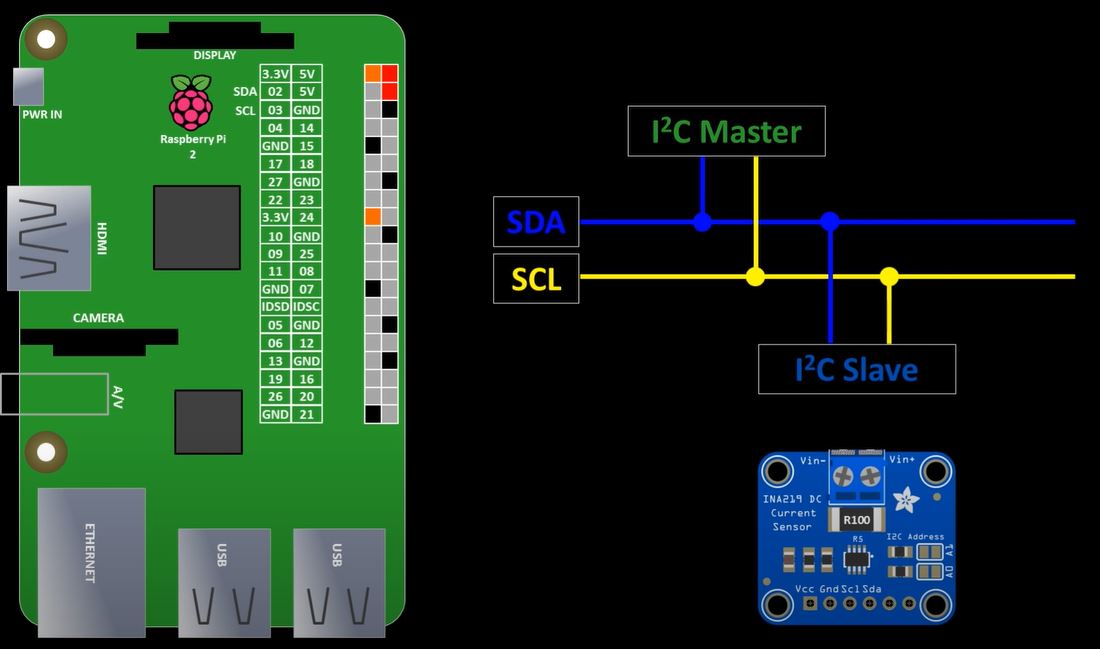 DISPLAY
PWR IN
Raspberry Pi
2
3.3V 5V
SDA 02 5V
SCL 03 GND
04 14
GND 15
17 18
27 GND
22 23
3.3V 24
10 GND
09 25
11 08
GND 07
IDSD IDSC
05 GND
06 12
13 GND
19 16
26 20
GND 21
HDMI
CAMERA
A/V
ETHERNET
USB
USB
I²C Master
SDA
SCL
I²C Slave
Vin- Vin+
INA219 DC
Current
Sensor
R100
R5
I2C Address
A1
A0
Vcc Gnd Scl Sda